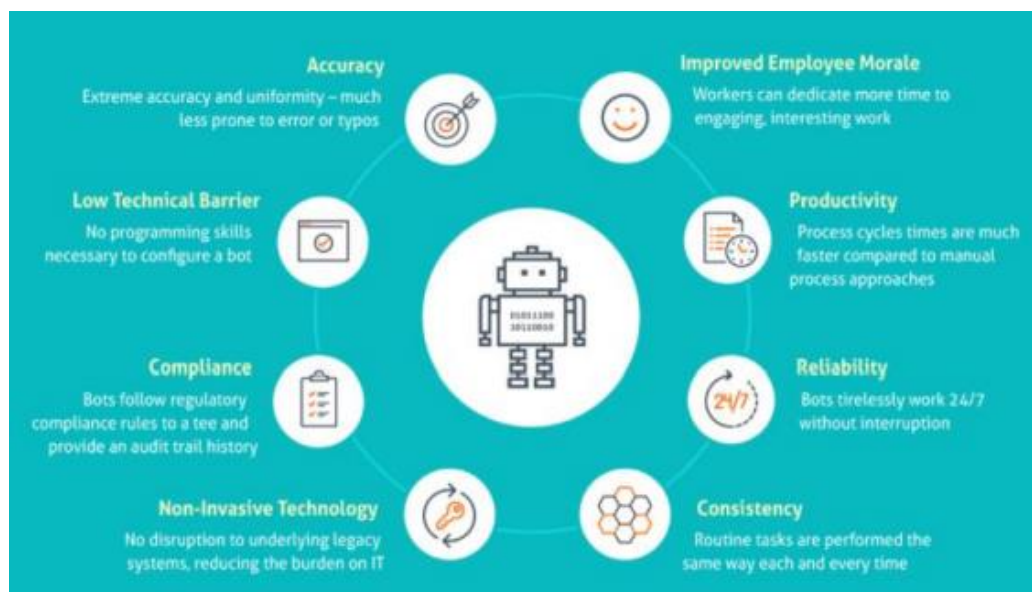 Accuracy
Extreme accuracy and uniformity – much
less prone to error or typos
Improved Employee Morale
Workers can dedicate more time to
engaging, interesting work
Low Technical Barrier
No programming skills
necessary to configure a bot
Productivity
Process cycles times are much
faster compared to manual
process approaches
01011100
10110010
Compliance
Bots follow regulatory
compliance rules to a tee and
provide an audit trail history
Reliability
Bots tirelessly work 24/7
without interruption
24/7
Non-Invasive Technology
No disruption to underlying legacy
systems, reducing the burden on IT
Consistency
Routine tasks are performed the
same way each and every time